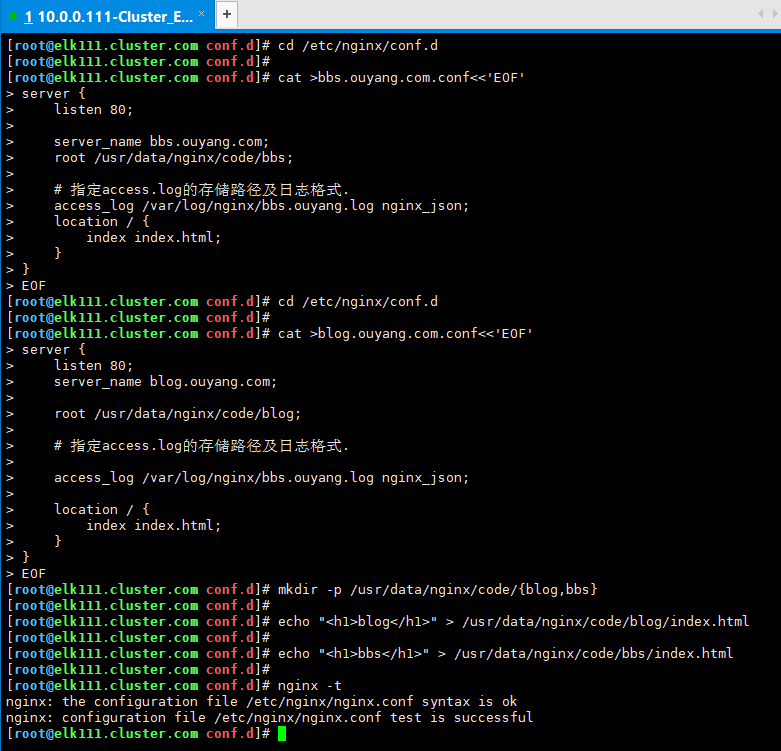 1 10.0.0.111-Cluster_E... × +
[root@elk111.cluster.com conf.d]# cd /etc/nginx/conf.d
[root@elk111.cluster.com conf.d]#
[root@elk111.cluster.com conf.d]# cat >bbs.ouyang.com.conf<<'EOF'
> server {
>     listen 80;
>
>     server_name bbs.ouyang.com;
>     root /usr/data/nginx/code/bbs;
>
>     # 指定access.log的存储路径及日志格式.
>     access_log /var/log/nginx/bbs.ouyang.log nginx_json;
>     location / {
>         index index.html;
>     }
> }
> EOF
[root@elk111.cluster.com conf.d]# cd /etc/nginx/conf.d
[root@elk111.cluster.com conf.d]#
[root@elk111.cluster.com conf.d]# cat >blog.ouyang.com.conf<<'EOF'
> server {
>     listen 80;
>     server_name blog.ouyang.com;
>
>     root /usr/data/nginx/code/blog;
>
>     # 指定access.log的存储路径及日志格式.
>
>     access_log /var/log/nginx/bbs.ouyang.log nginx_json;
>
>     location / {
>         index index.html;
>     }
> }
> EOF
[root@elk111.cluster.com conf.d]# mkdir -p /usr/data/nginx/code/{blog,bbs}
[root@elk111.cluster.com conf.d]#
[root@elk111.cluster.com conf.d]# echo "<h1>blog</h1>" > /usr/data/nginx/code/blog/index.html
[root@elk111.cluster.com conf.d]#
[root@elk111.cluster.com conf.d]# echo "<h1>bbs</h1>" > /usr/data/nginx/code/bbs/index.html
[root@elk111.cluster.com conf.d]#
[root@elk111.cluster.com conf.d]# nginx -t
nginx: the configuration file /etc/nginx/nginx.conf syntax is ok
nginx: configuration file /etc/nginx/nginx.conf test is successful
[root@elk111.cluster.com conf.d]#